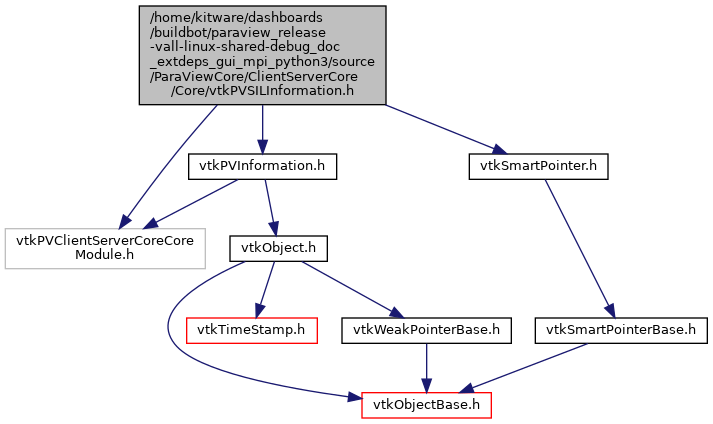 /home/kitware/dashboards
/buildbot/paraview_release
-vall-linux-shared-debug_doc
_extdeps_gui_mpi_python3/source
/ParaViewCore/ClientServerCore
/Core/vtkPVSILInformation.h
vtkPVInformation.h
vtkSmartPointer.h
vtkPVClientServerCoreCore
Module.h
vtkObject.h
vtkTimeStamp.h
vtkWeakPointerBase.h
vtkSmartPointerBase.h
vtkObjectBase.h